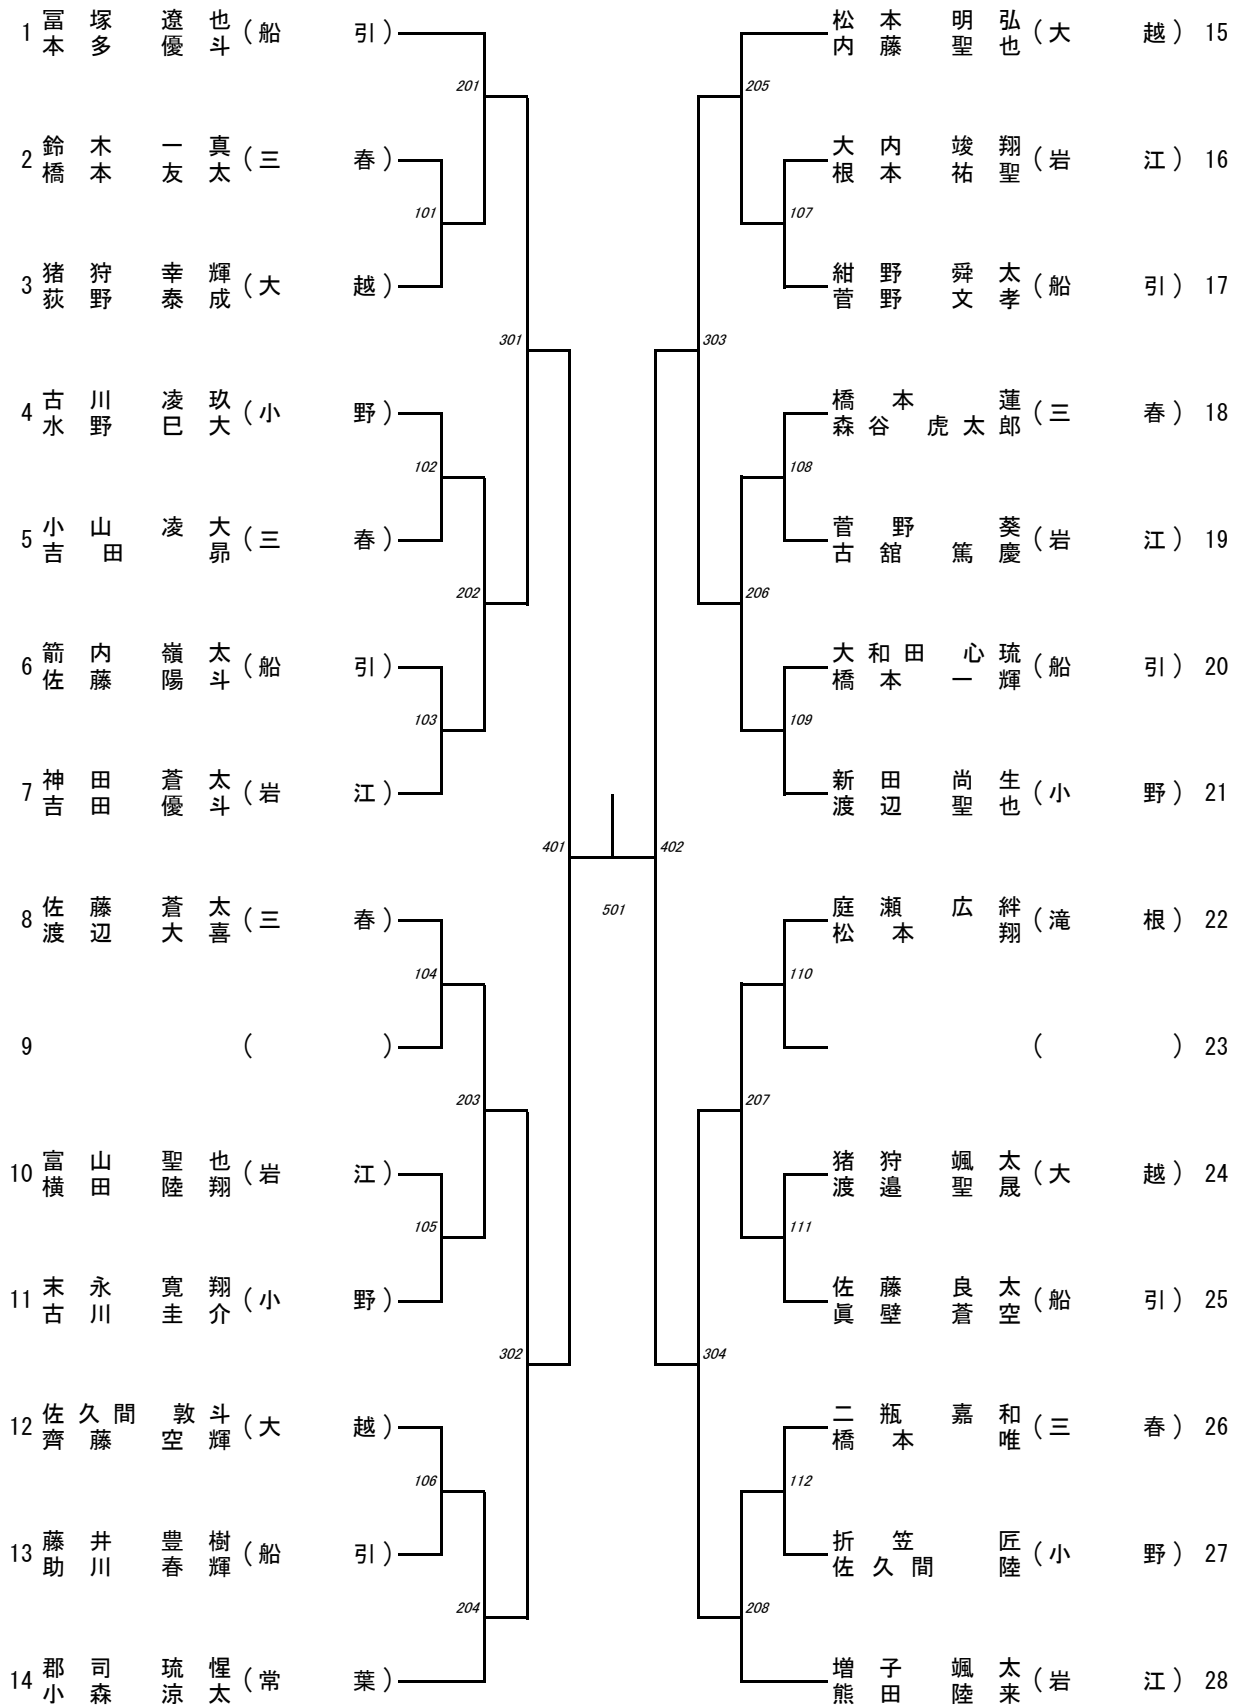 1 冨塚 遼也 (船 引)
本多 優斗
201
2 鈴木 一真 (三 春)
橋本 友太
101
3 猪狩 幸輝 (大 越)
荻野 泰成
301
4 古川 凌玖 (小 野)
水野 巳大
102
5 小山 凌大 (三 春)
吉田 昴
202
6 箭内 嶺太 (船 引)
佐藤 陽斗
103
7 神田 蒼太 (岩 江)
吉田 優斗
401
8 佐藤 蒼太 (三 春)
渡辺 大喜
104
9 ( )
203
10 富山 聖也 (岩 江)
横田 陸翔
105
11 末永 寛翔 (小 野)
古川 圭介
302
12 佐久間 敦斗 (大 越)
齊藤 空輝
106
13 藤井 豊樹 (船 引)
助川 春輝
204
14 郡司 琉惺 (常 葉)
小森 涼太
501
松本 明弘 (大 越) 15
内藤 聖也
205
大内 竣翔 (岩 江) 16
根本 祐聖
107
紺野 舜太 (船 引) 17
菅野 文孝
303
橋本 蓮 (三 春) 18
森谷 虎太郎
108
菅野 葵 (岩 江) 19
古舘 篤慶
206
大和田 心琉 (船 引) 20
橋本 一輝
109
新田 尚生 (小 野) 21
渡辺 聖也
402
庭瀬 広絆 (滝 根) 22
松本 翔
110
( ) 23
207
猪狩 颯太 (大 越) 24
渡邉 聖晟
111
佐藤 良太 (船 引) 25
眞壁 蒼空
304
二瓶 嘉和 (三 春) 26
橋本 唯
112
折笠 匠 (小 野) 27
佐久間 陸
208
増子 颯太 (岩 江) 28
熊田 陸来